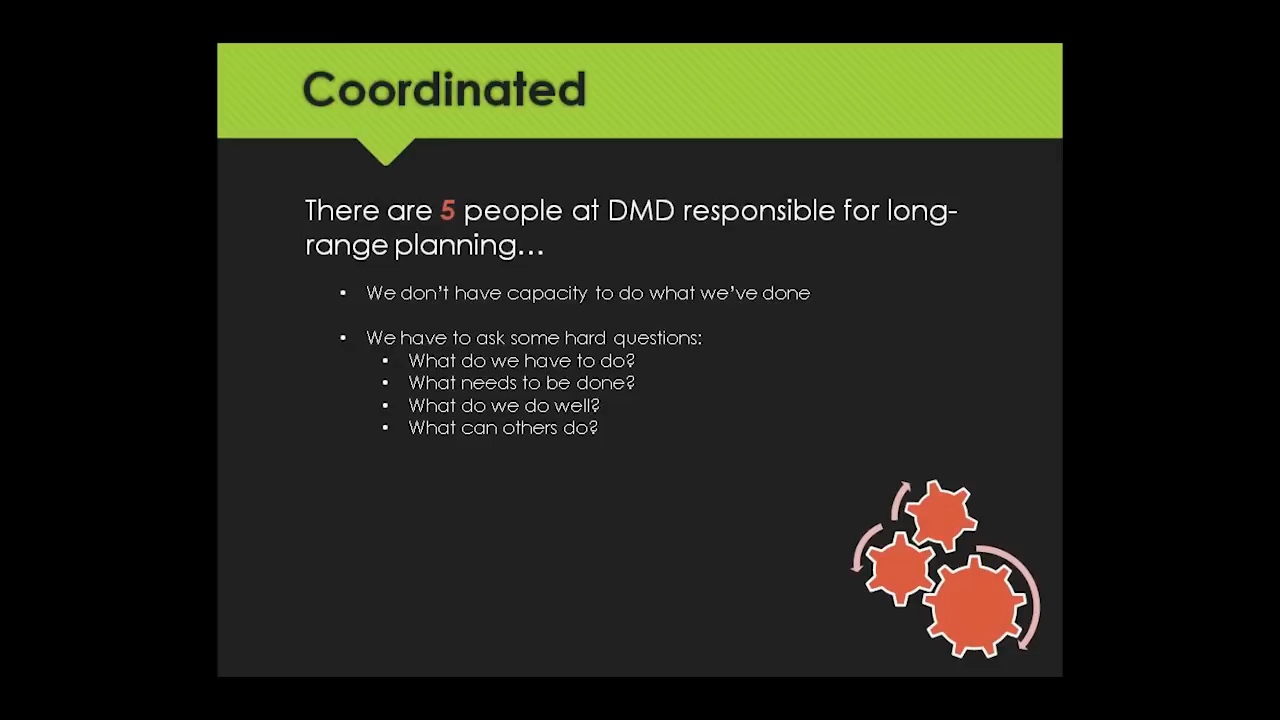 Coordinated
There are 5 people at DMD responsible for long-
range planning…
• We don't have capacity to do what we've done
• We have to ask some hard questions:
• What do we have to do?
• What needs to be done?
• What do we do well?
• What can others do?